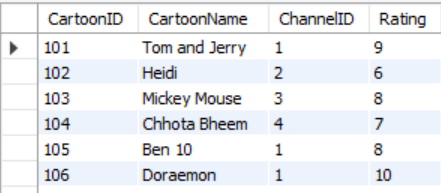 CartoonID CartoonName ChannelID Rating
101 Tom and Jerry 1 9
102 Heidi 2 6
103 Mickey Mouse 3 8
104 Chhota Bheem 4 7
105 Ben 10 1 8
106 Doraemon 1 10